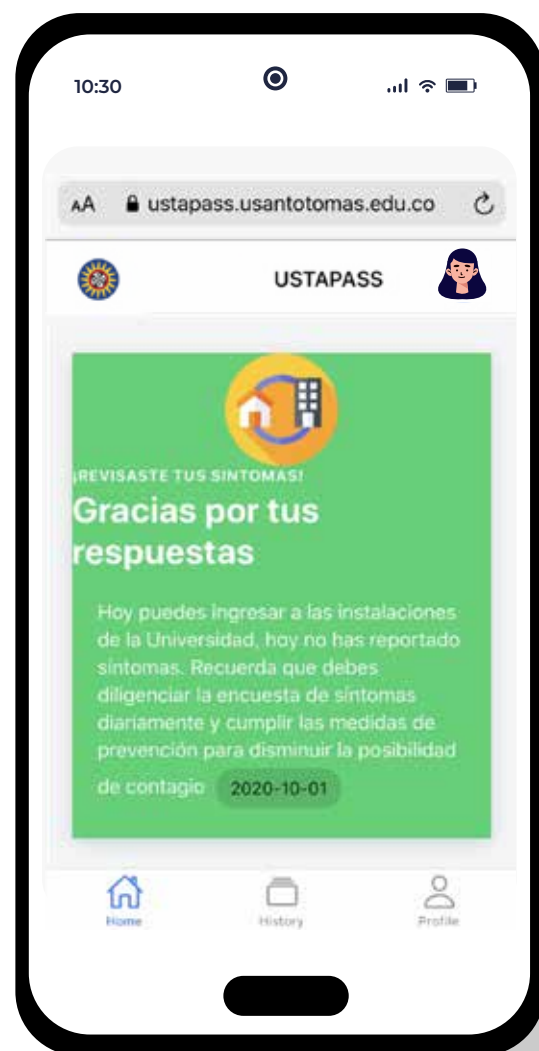 10:30
AA ustapass.usantotomas.edu.co
USTAPASS
¡REVISASTE TUS SINTOMAS!
Gracias por tus
respuestas
Hoy puedes ingresar a las instalaciones
de la Universidad, hoy no has reportado
síntomas. Recuerda que debes
diligenciar la encuesta de síntomas
diariamente y cumplir las medidas de
prevención para disminuir la posibilidad
de contagio 2020-10-01
Home History Profile